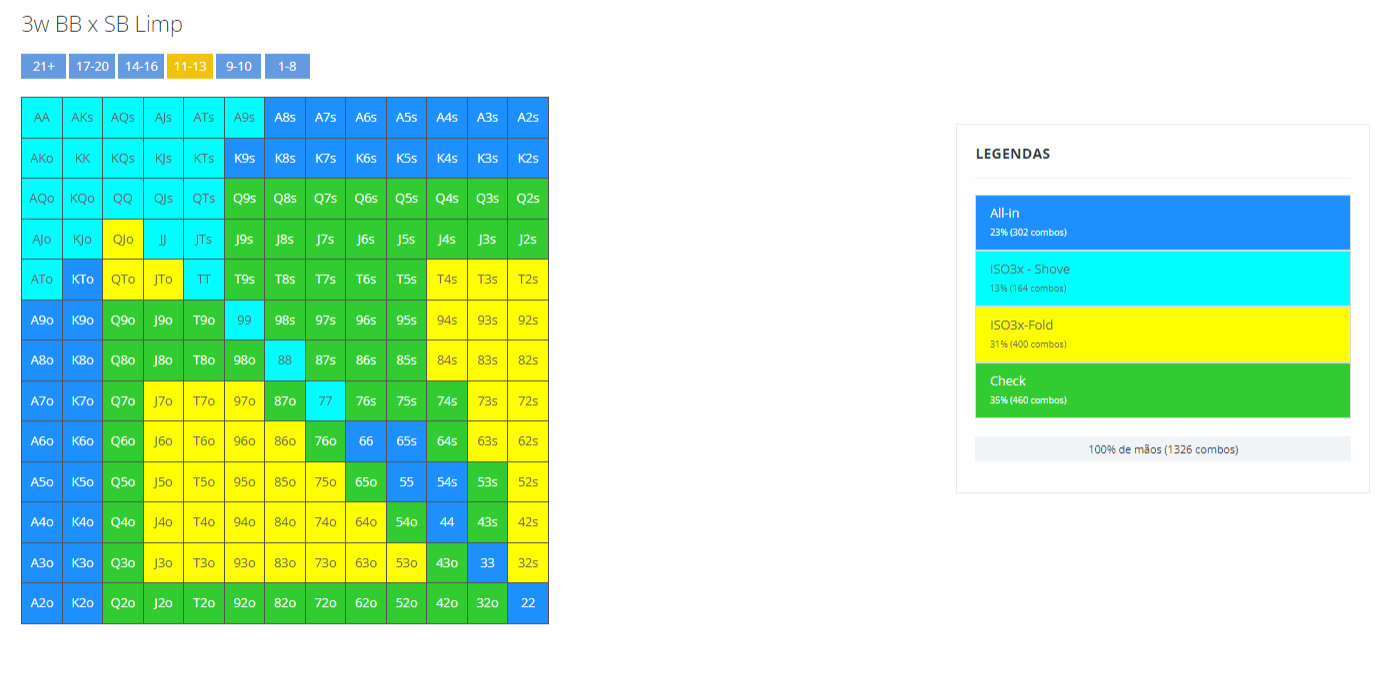 3w BB x SB Limp
21+ 17-20 14-16 11-13 9-10 1-8
AA AKs AQs AJs ATs A9s A8s A7s A6s A5s A4s A3s A2s
AKo KK KQs KJs KTs K9s K8s K7s K6s K5s K4s K3s K2s
AQo KQo QQ QJs QTs Q9s Q8s Q7s Q6s Q5s Q4s Q3s Q2s
AJo KJo QJo JJ JTs J9s J8s J7s J6s J5s J4s J3s J2s
ATo KTo QTo JTo TT T9s T8s T7s T6s T5s T4s T3s T2s
A9o K9o Q9o J9o T9o 99 98s 97s 96s 95s 94s 93s 92s
A8o K8o Q8o J8o T8o 98o 88 87s 86s 85s 84s 83s 82s
A7o K7o Q7o J7o T7o 97o 87o 77 76s 75s 74s 73s 72s
A6o K6o Q6o J6o T6o 96o 86o 76o 66 65s 64s 63s 62s
A5o K5o Q5o J5o T5o 95o 85o 75o 65o 55 54s 53s 52s
A4o K4o Q4o J4o T4o 94o 84o 74o 64o 54o 44 43s 42s
A3o K3o Q3o J3o T3o 93o 83o 73o 63o 53o 43o 33 32s
A2o K2o Q2o J2o T2o 92o 82o 72o 62o 52o 42o 32o 22
LEGENDAS
All-in
23% (302 combos)
ISO3x - Shove
13% (164 combos)
ISO3x-Fold
31% (400 combos)
Check
35% (460 combos)
100% de mãos (1326 combos)